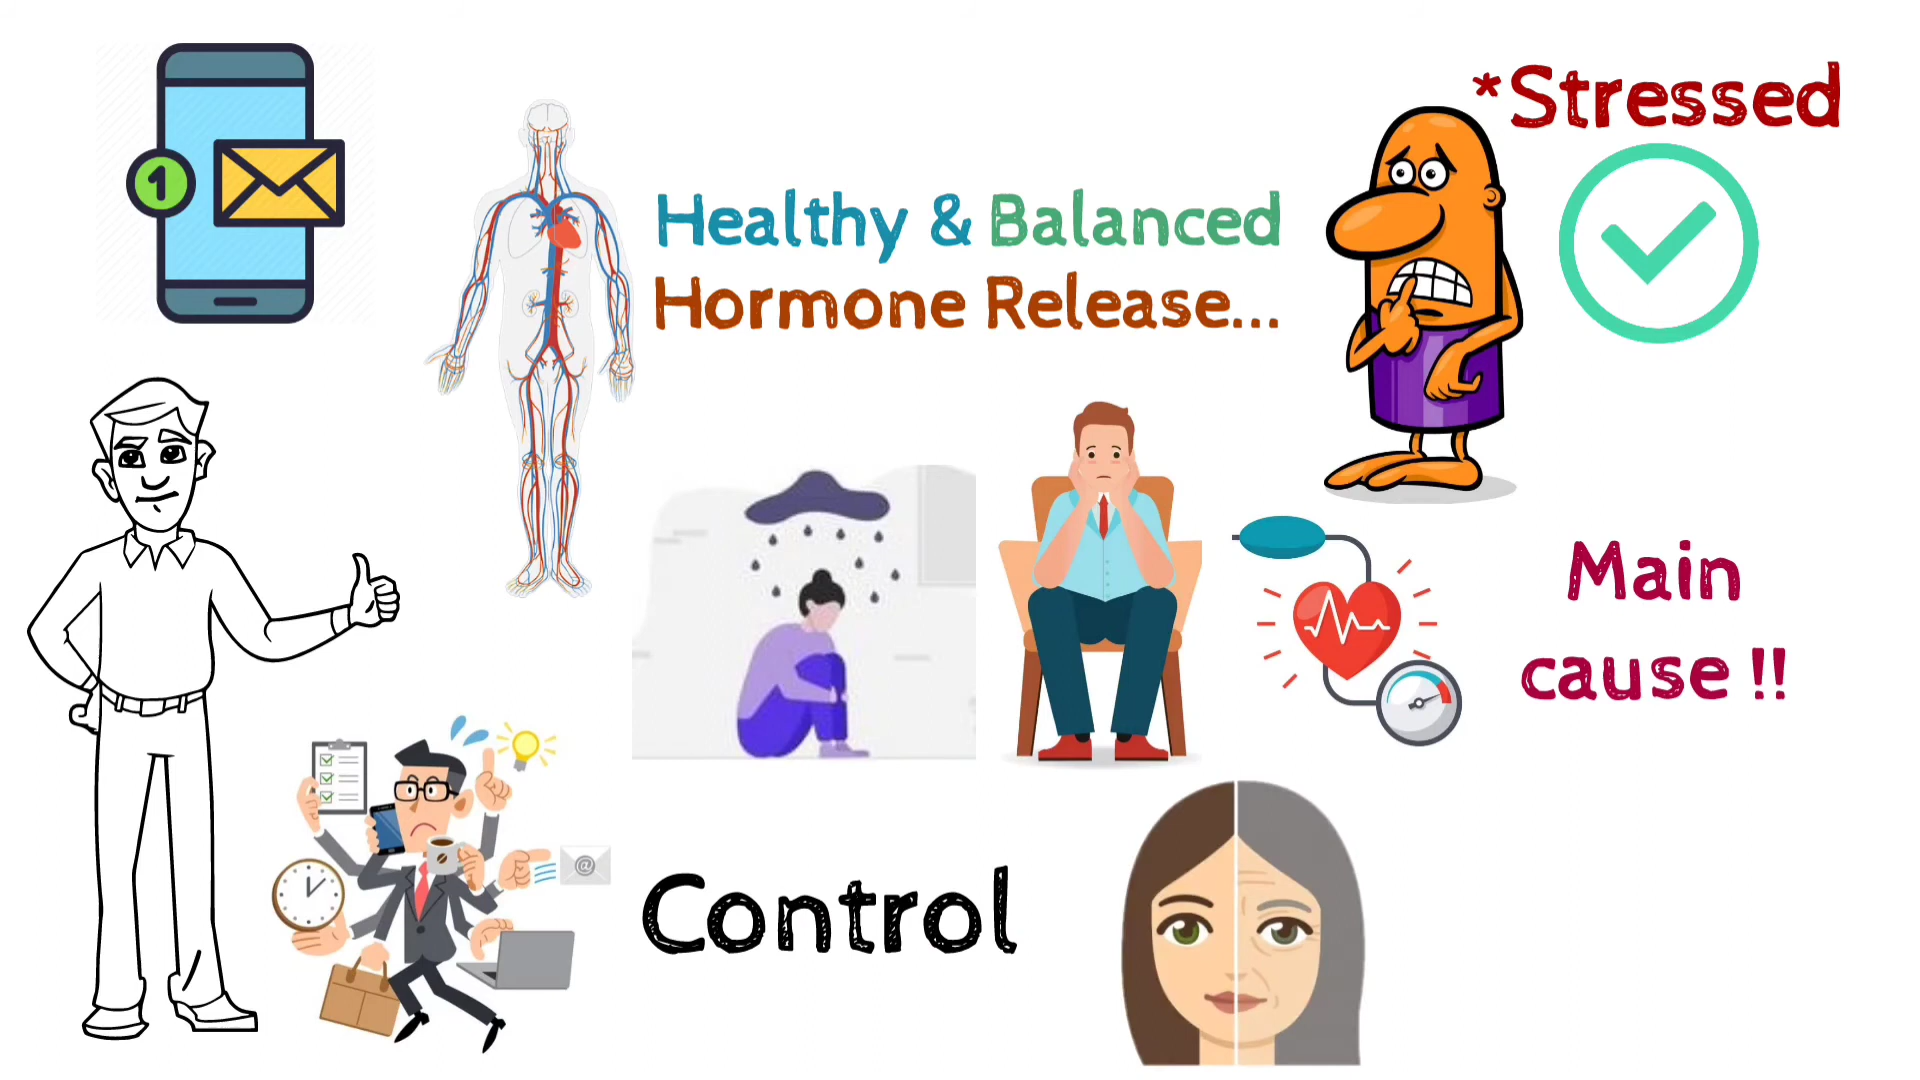 1
*Stressed
Healthy & Balanced
Hormone Release...
Main
cause !!
@
Control